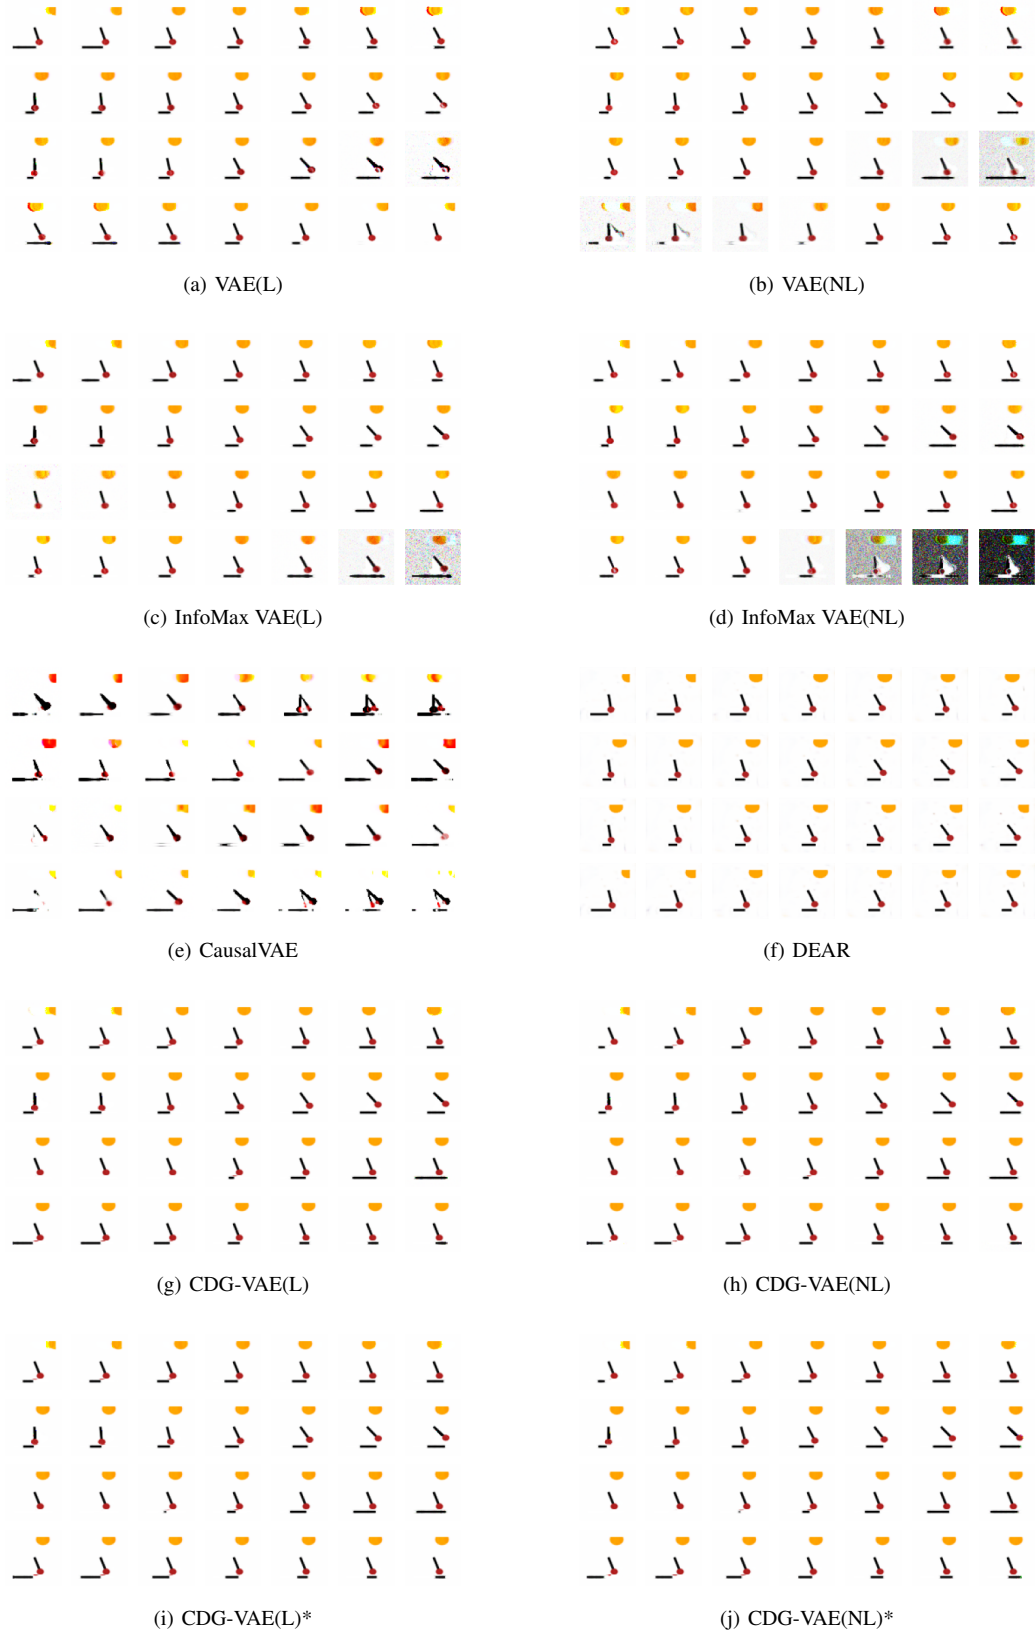 (a) VAE(L)
(b) VAE(NL)
(c) InfoMax VAE(L)
(d) InfoMax VAE(NL)
(e) CausalVAE
(f) DEAR
(g) CDG-VAE(L)
(h) CDG-VAE(NL)
(i) CDG-VAE(L)*
(j) CDG-VAE(NL)*